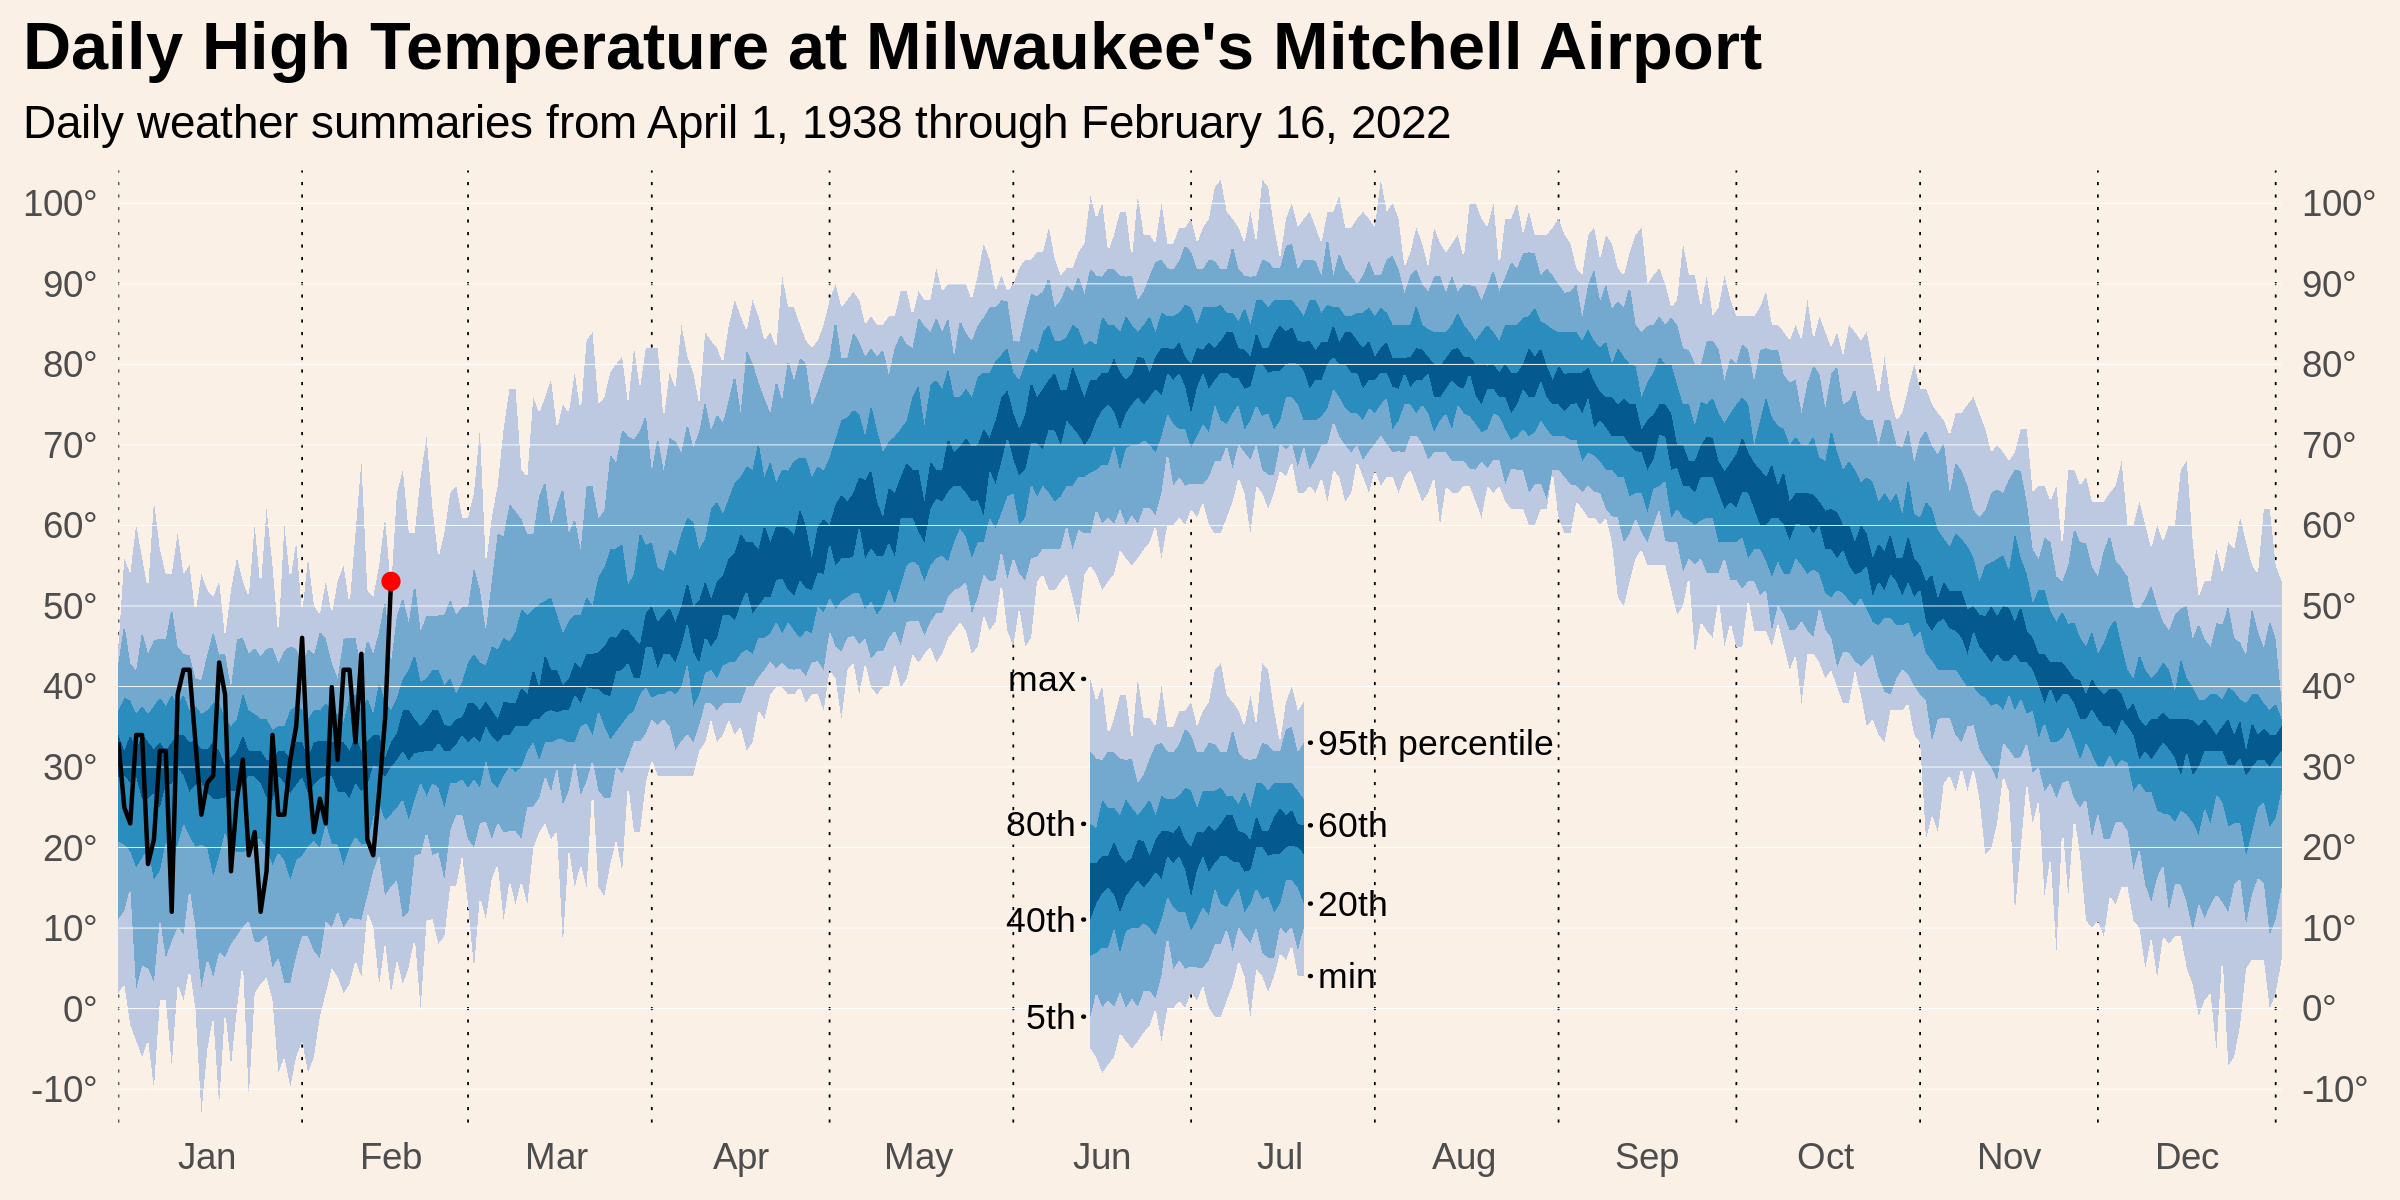 Daily High Temperature at Milwaukee's Mitchell Airport
Daily weather summaries from April 1, 1938 through February 16, 2022
100° 100°
90° 90°
80° 80°
70° 70°
60° 60°
50° 50°
max
40° 40°
95th percentile
30° 30°
80th 60th
20° 20°
40th 20th
10° 10°
min
0° 0°
5th
-10° -10°
Jan Feb Mar Apr May Jun Jul Aug Sep Oct Nov Dec